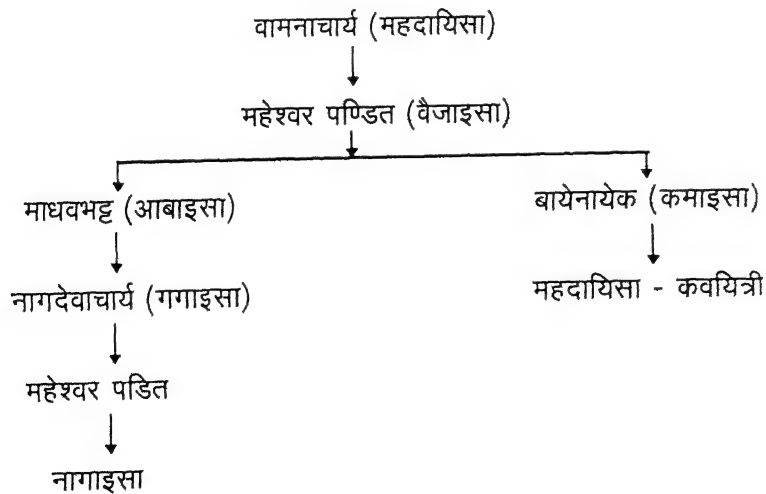 वामनाचार्य (महदायिसा)
महेश्वर पण्डित (वैजाइसा)
माधवभट्ट (आबाइसा)
बायेनायेक (कमाइसा)
नागदेवाचार्य (गगाइसा)
महदायिसा - कवयित्री
महेश्वर पडित
नागाइसा